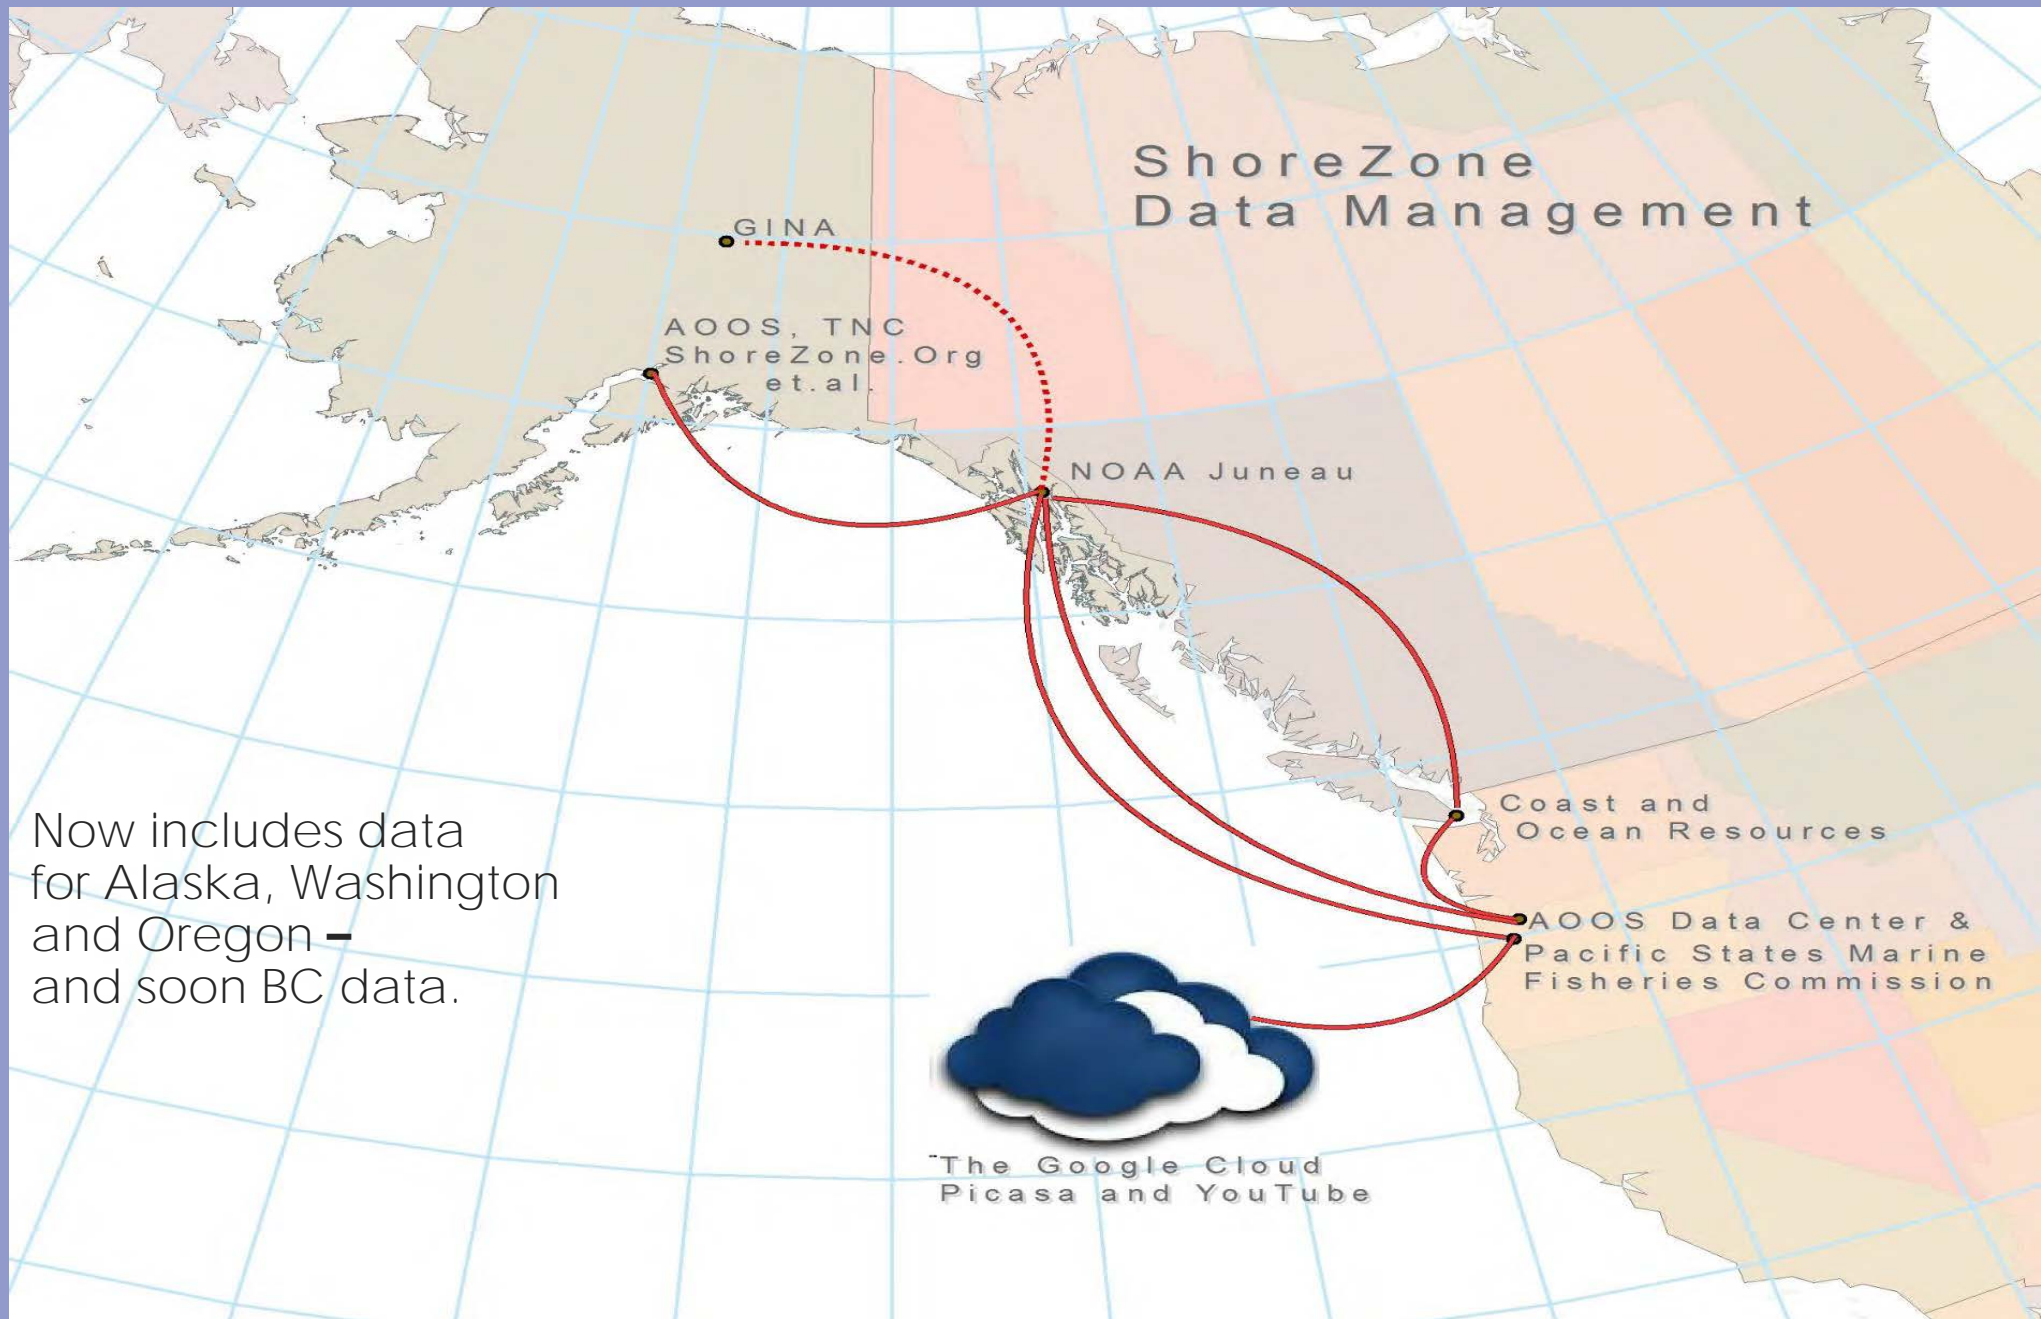 ShoreZone
Data Management
GINA
AOOS, TNC
ShoreZone.Org
et.al.
NOAA Juneau
Now includes data
for Alaska, Washington
and Oregon –
and soon BC data.
Coast and
Ocean Resources
AOOS Data Center &
Pacific States Marine
Fisheries Commission
The Google Cloud
Picasa and YouTube